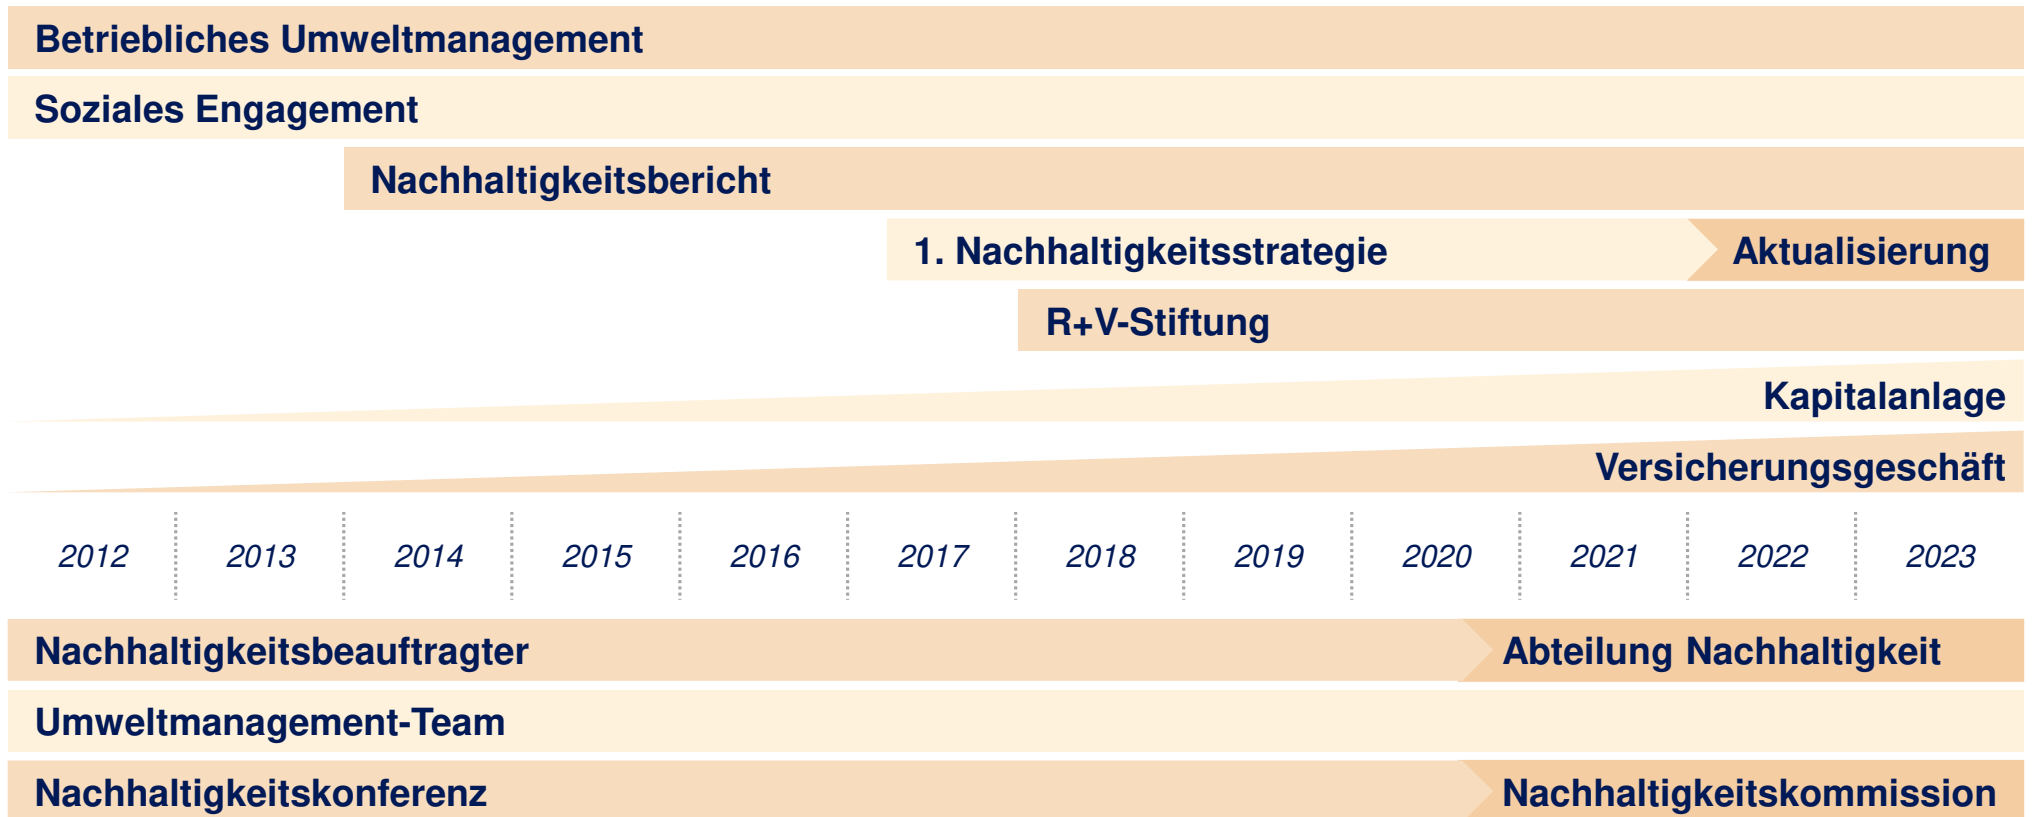 Betriebliches Umweltmanagement
Soziales Engagement
Nachhaltigkeitsbericht
1. Nachhaltigkeitsstrategie Aktualisierung
R+V-Stiftung
Kapitalanlage
Versicherungsgeschäft
2012 2013 2014 2015 2016 2017 2018 2019 2020 2021 2022 2023
Nachhaltigkeitsbeauftragter Abteilung Nachhaltigkeit
Umweltmanagement-Team
Nachhaltigkeitskonferenz Nachhaltigkeitskommission